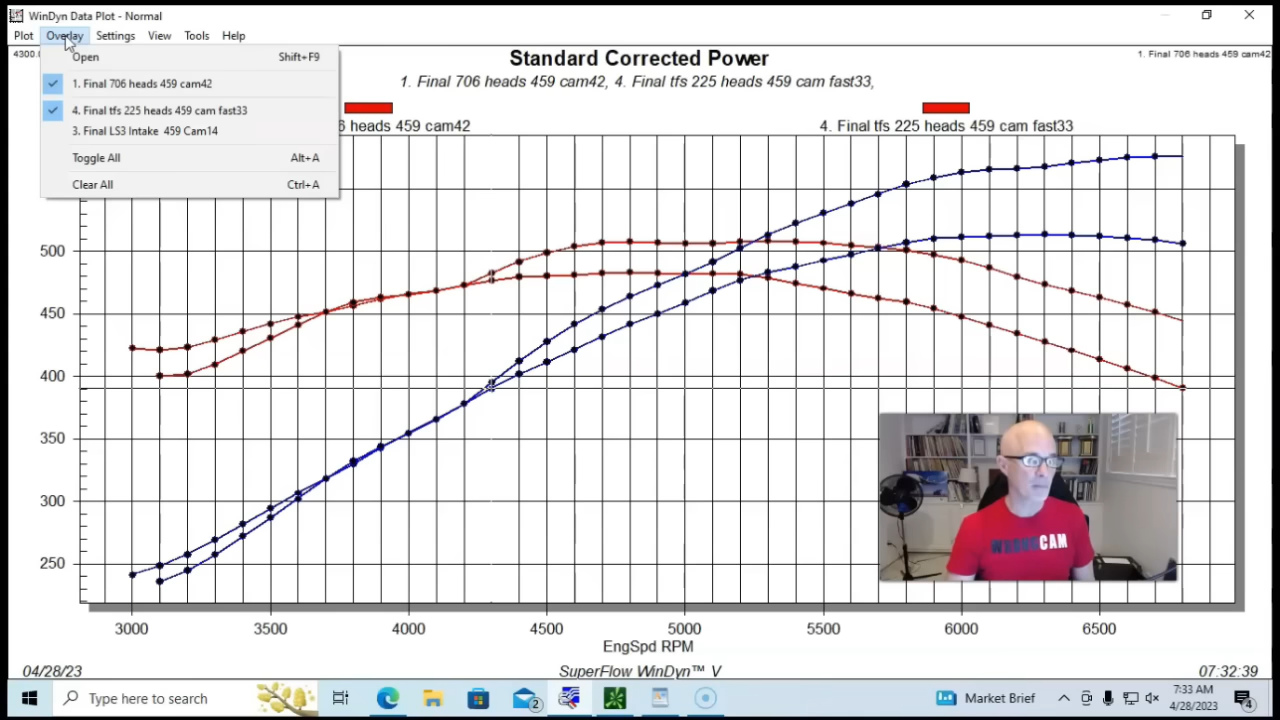 WinDyn Data Plot - Normal
Plot Overlay Settings View Tools Help
4300.0
Open Shift+F9
1. Final 706 heads 459 cam42
4. Final tfs 225 heads 459 cam fast33
3. Final LS3 Intake 459 Cam14
Toggle All Alt+A
Clear All Ctrl+A
Standard Corrected Power
1. Final 706 heads 459 cam42
1. Final 706 heads 459 cam42, 4. Final tfs 225 heads 459 cam fast33,
6 heads 459 cam42
4. Final tfs 225 heads 459 cam fast33
500
450
400
350
300
250
3000 3500 4000 4500 5000 5500 6000 6500
EngSpd RPM
CAM
04/28/23 SuperFlow WinDyn™ V 07:32:39
Type here to search
2
Market Brief
7:33 AM
4/28/2023
4